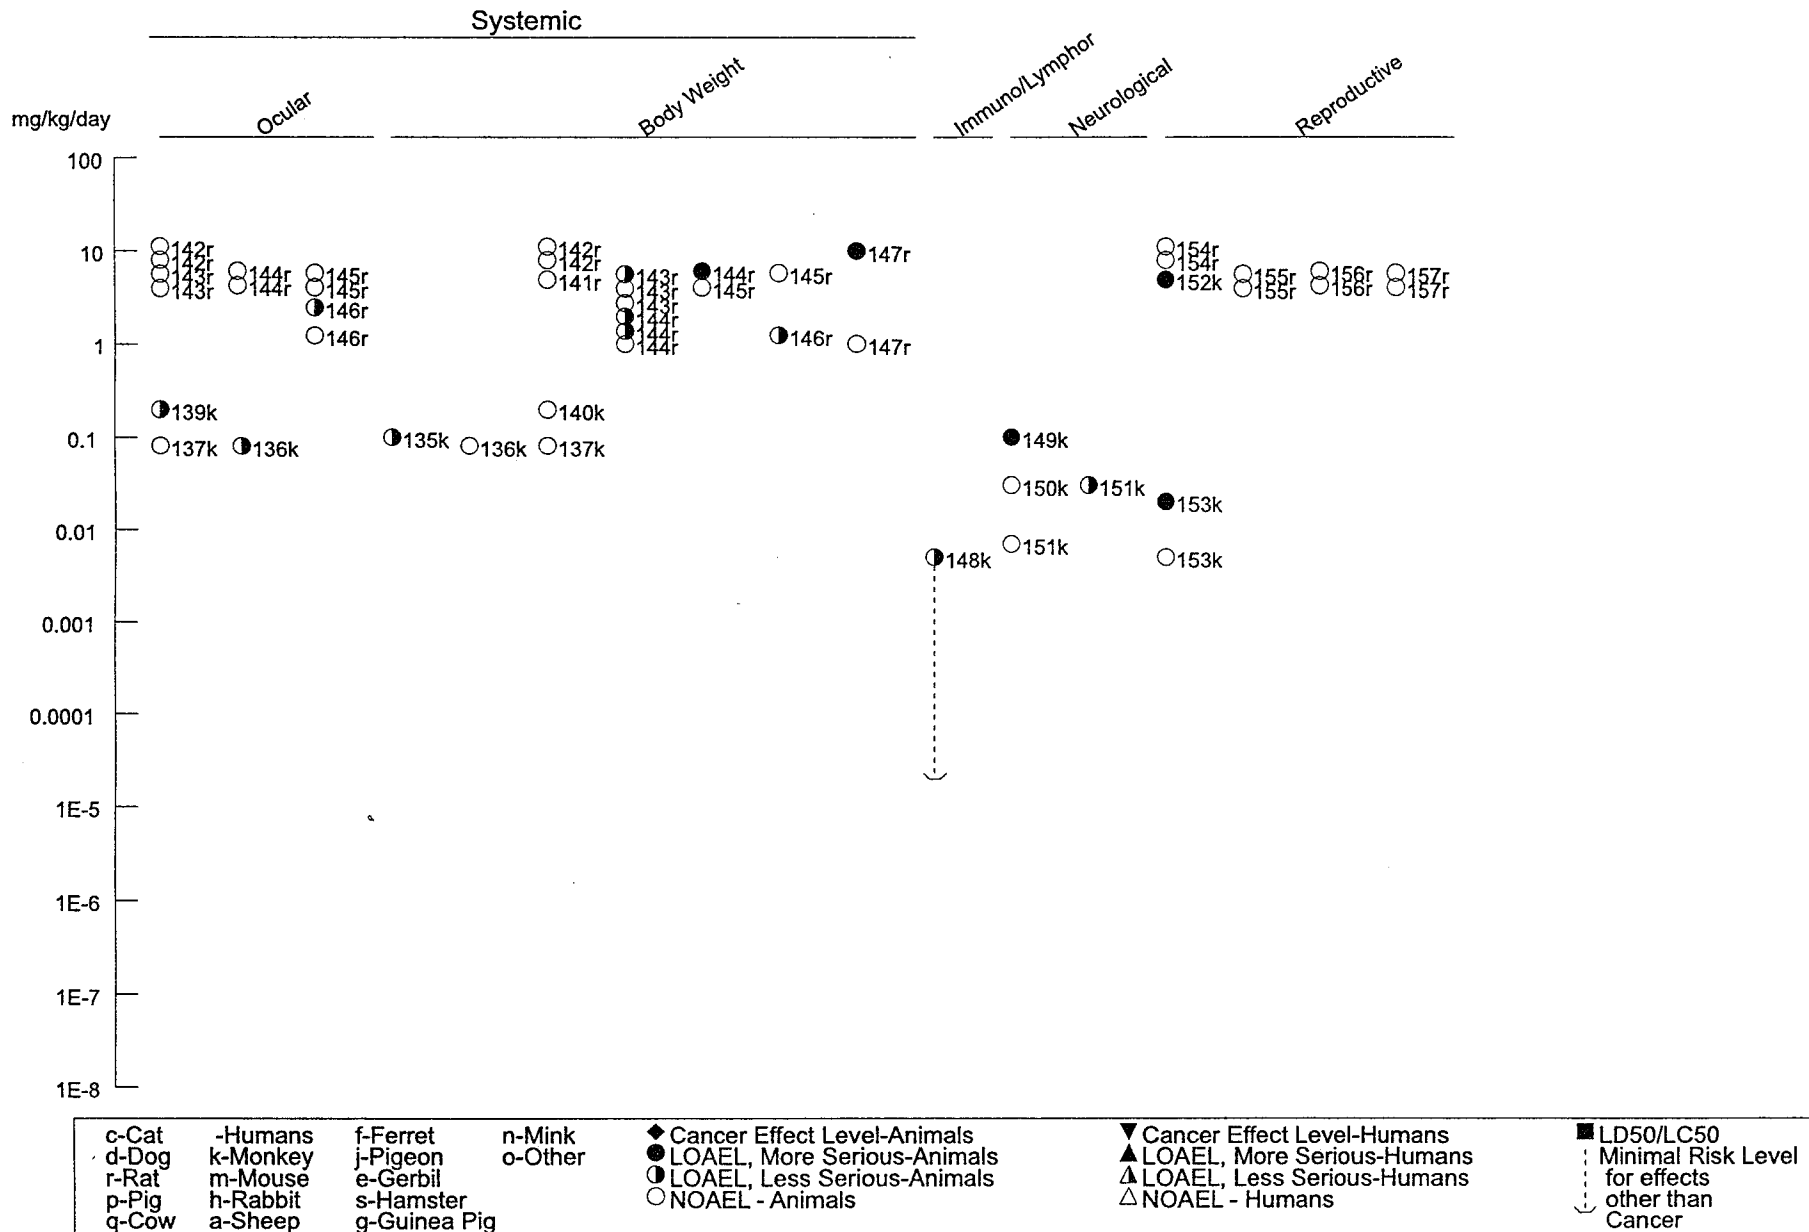 Systemic
mg/kg/day
Ocular
Body Weight
Immuno/Lymphor
Neurological
Reproductive
100
10
1
0.1
0.01
0.001
0.0001
1E-5
1E-6
1E-7
1E-8
142r
142r
143r
143r
144r
144r
145r
145r
146r
146r
139k
137k
136k
135k
136k
142r
142r
141r
140k
137k
143r
143r
143r
144r
144r
144r
144r
145r
145r
146r
147r
147r
148k
149k
150k
151k
151k
154r
154r
152k
153k
153k
155r
155r
156r
156r
157r
157r
c-Cat -Humans f-Ferret n-Mink ◆Cancer Effect Level-Animals ▼Cancer Effect Level-Humans ■LD50/LC50
d-Dog k-Monkey j-Pigeon o-Other ●LOAEL, More Serious-Animals ▲LOAEL, More Serious-Humans Minimal Risk Level
r-Rat m-Mouse e-Gerbil ◑LOAEL, Less Serious-Animals ◮LOAEL, Less Serious-Humans for effects
p-Pig h-Rabbit s-Hamster ○NOAEL - Animals △NOAEL - Humans other than
q-Cow a-Sheep g-Guinea Pig Cancer